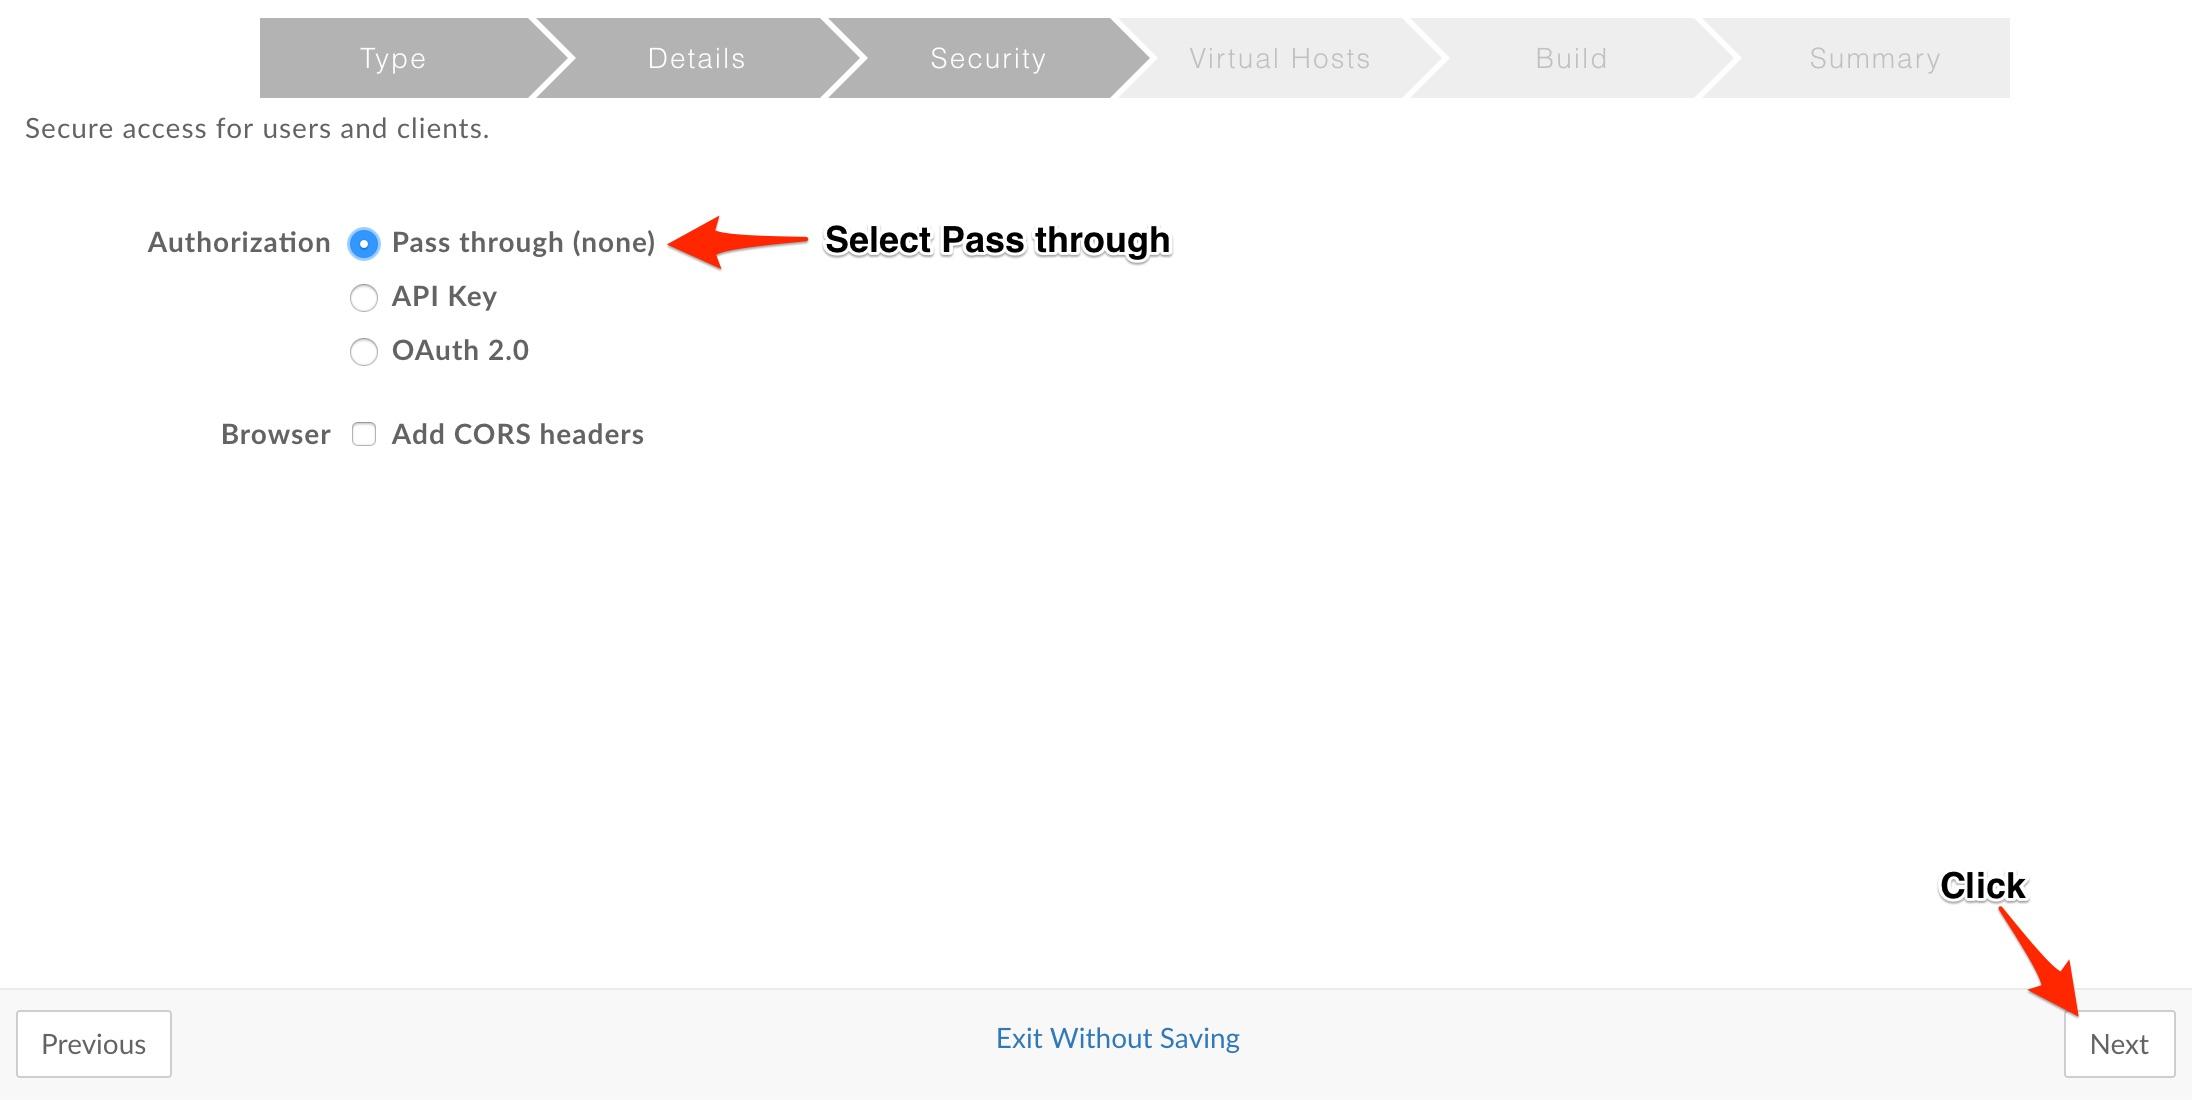 Type Details Security Virtual Hosts Build Summary
Secure access for users and clients.
Authorization Pass through (none) Select Pass through
API Key
OAuth 2.0
Browser Add CORS headers
Click
Previous Exit Without Saving Next